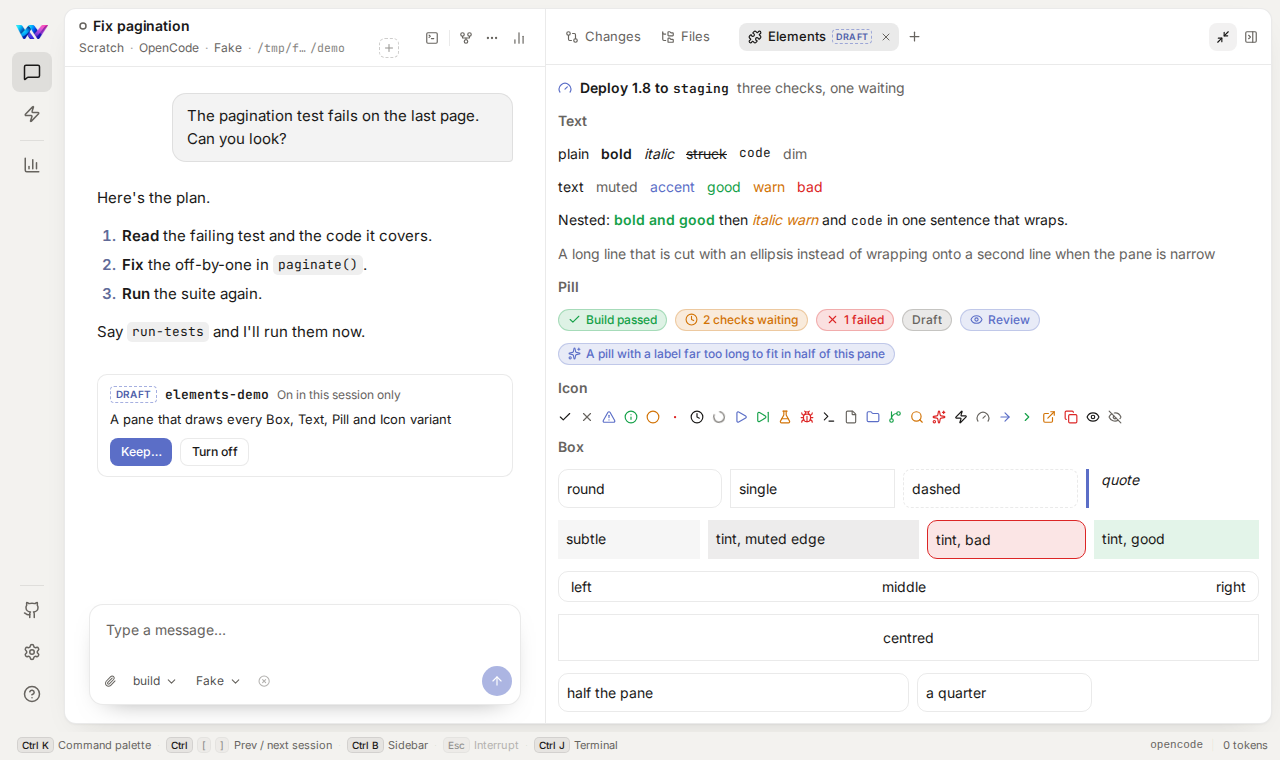 Fix pagination
Scratch · OpenCode · Fake · /tmp/f… /demo
The pagination test fails on the last page.
Can you look?
Here's the plan.
1. Read the failing test and the code it covers.
2. Fix the off-by-one in paginate().
3. Run the suite again.
Say run-tests and I'll run them now.
DRAFT elements-demo On in this session only
A pane that draws every Box, Text, Pill and Icon variant
Keep... Turn off
Type a message...
build Fake
Changes Files Elements DRAFT
Deploy 1.8 to staging three checks, one waiting
Text
plain bold italic struck code dim
text muted accent good warn bad
Nested: bold and good then italic warn and code in one sentence that wraps.
A long line that is cut with an ellipsis instead of wrapping onto a second line when the pane is narrow
Pill
Build passed 2 checks waiting 1 failed Draft Review
A pill with a label far too long to fit in half of this pane
Icon
Box
round single dashed quote
subtle tint, muted edge tint, bad tint, good
left middle right
centred
half the pane a quarter
Ctrl K Command palette Ctrl [ ] Prev / next session Ctrl B Sidebar Esc Interrupt Ctrl J Terminal opencode 0 tokens